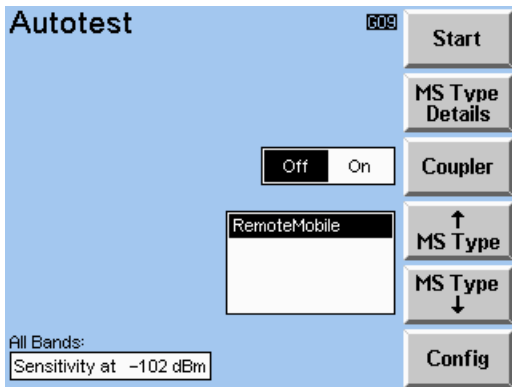 Autotest
G09
Start
MS Type
Details
Off On
Coupler
RemoteMobile
↑
MS Type
MS Type
↓
All Bands:
Sensitivity at -102 dBm
Config